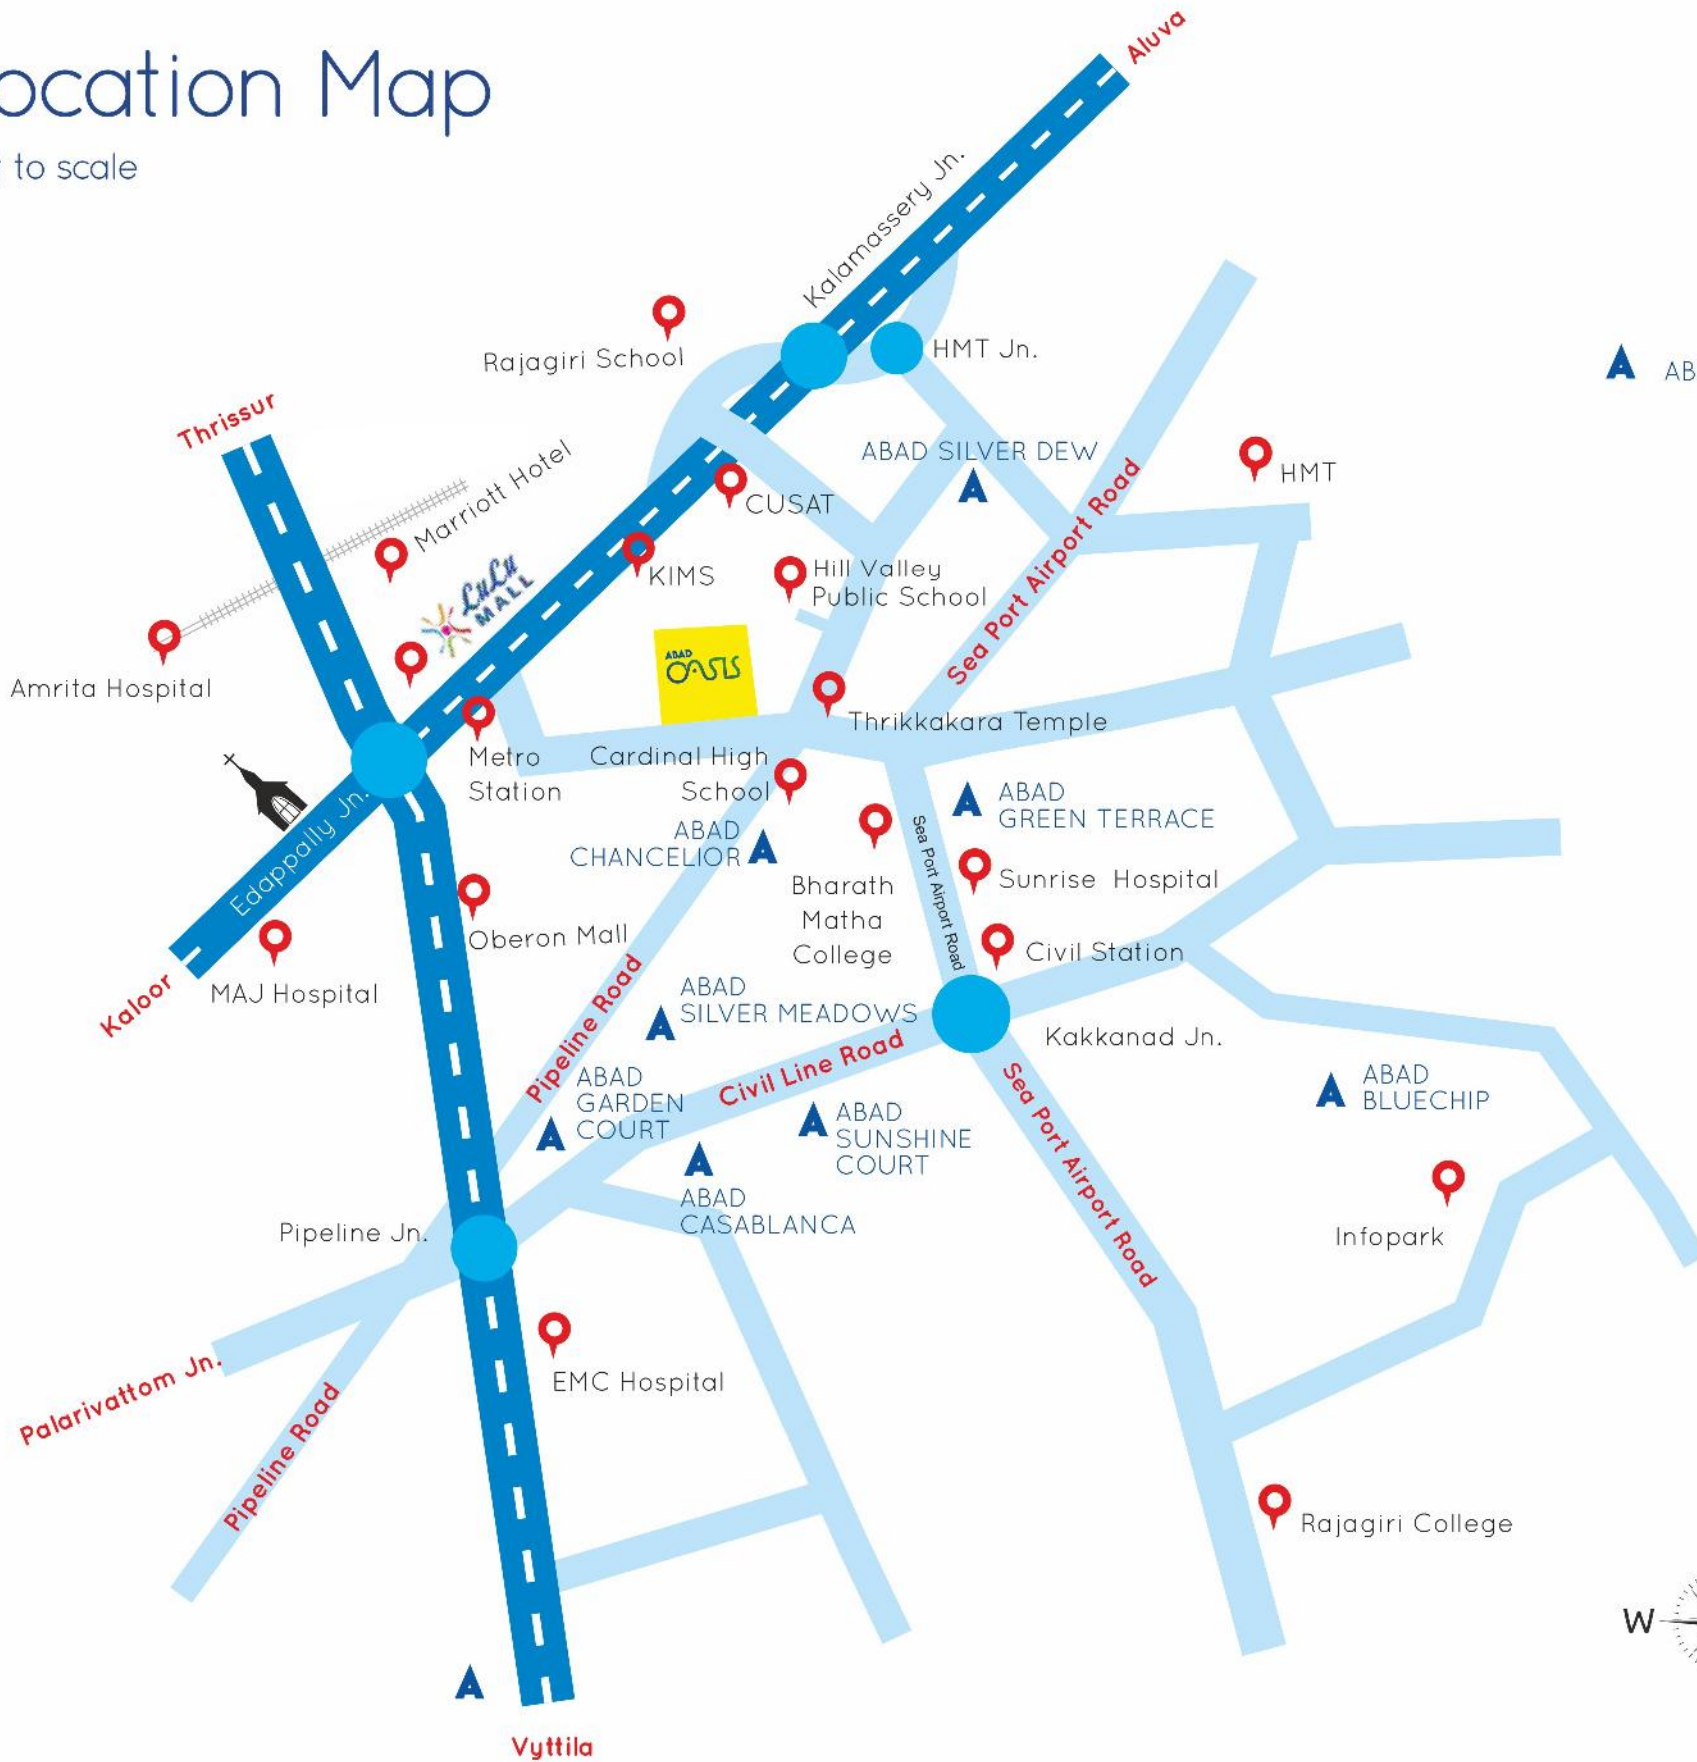 ocation Map
to scale
Aluva
Kalamassery Jn.
Rajagiri School
HMT Jn.
AB
Thrissur
Marriott Hotel
ABAD SILVER DEW
HMT
CUSAT
Sea Port Airport Road
LuLu
MALL
KIMS
Hill Valley
Public School
Amrita Hospital
ABAD
OASIS
Thrikkakara Temple
Metro
Station
Cardinal High
School
ABAD
GREEN TERRACE
ABAD
CHANCELIOR
Edappally Jn.
Sea Port Airport Road
Bharath
Matha
College
Sunrise Hospital
Oberon Mall
Civil Station
MAJ Hospital
Kaloor
Pipeline Road
ABAD
SILVER MEADOWS
Kakkanad Jn.
Civil Line Road
ABAD
GARDEN
COURT
Sea Port Airport Road
ABAD
BLUECHIP
ABAD
SUNSHINE
COURT
ABAD
CASABLANCA
Pipeline Jn.
Infopark
EMC Hospital
Palarivattom Jn.
Pipeline Road
Rajagiri College
W
Vyttila